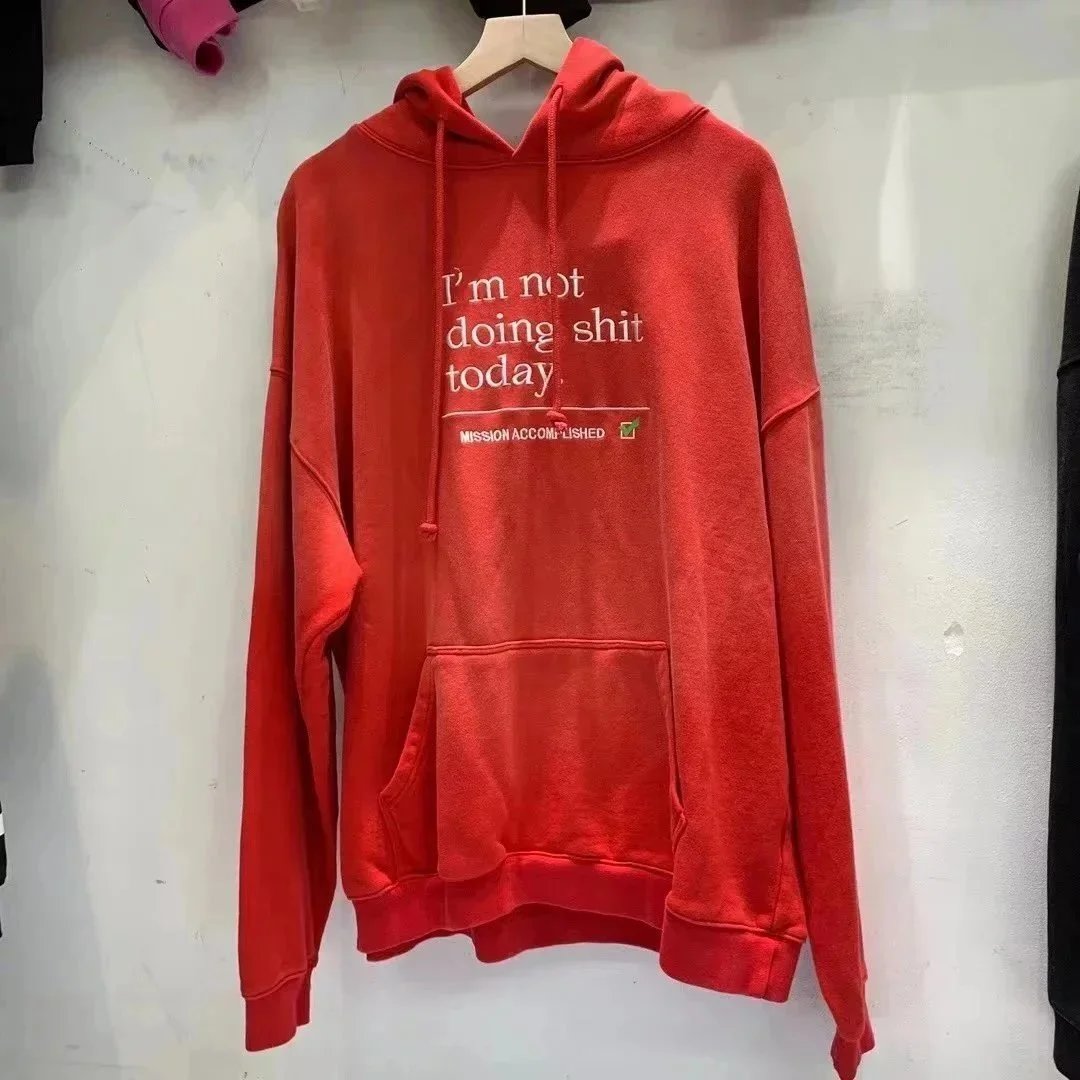 I'm not
doing shit
today.
MISSION ACCOMPLISHED